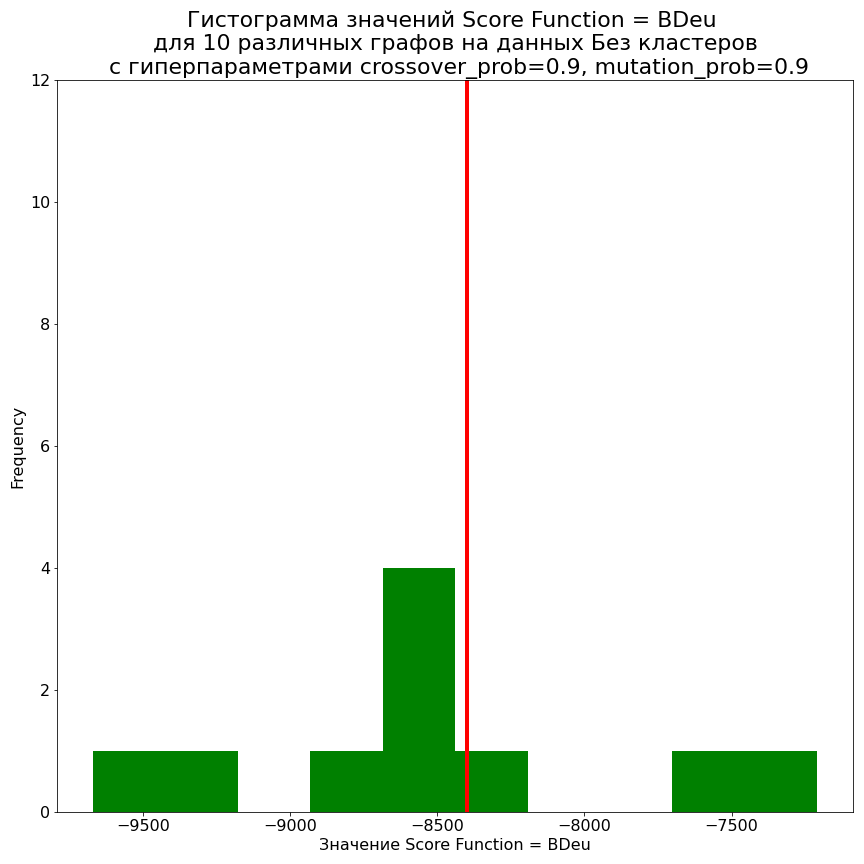 Гистограмма значений Score Function = BDeu
для 10 различных графов на данных Без кластеров
с гиперпараметрами crossover_prob=0.9, mutation_prob=0.9
12
10
8
6
4
2
0
Frequency
−9500 −9000 −8500 −8000 −7500
Значение Score Function = BDeu